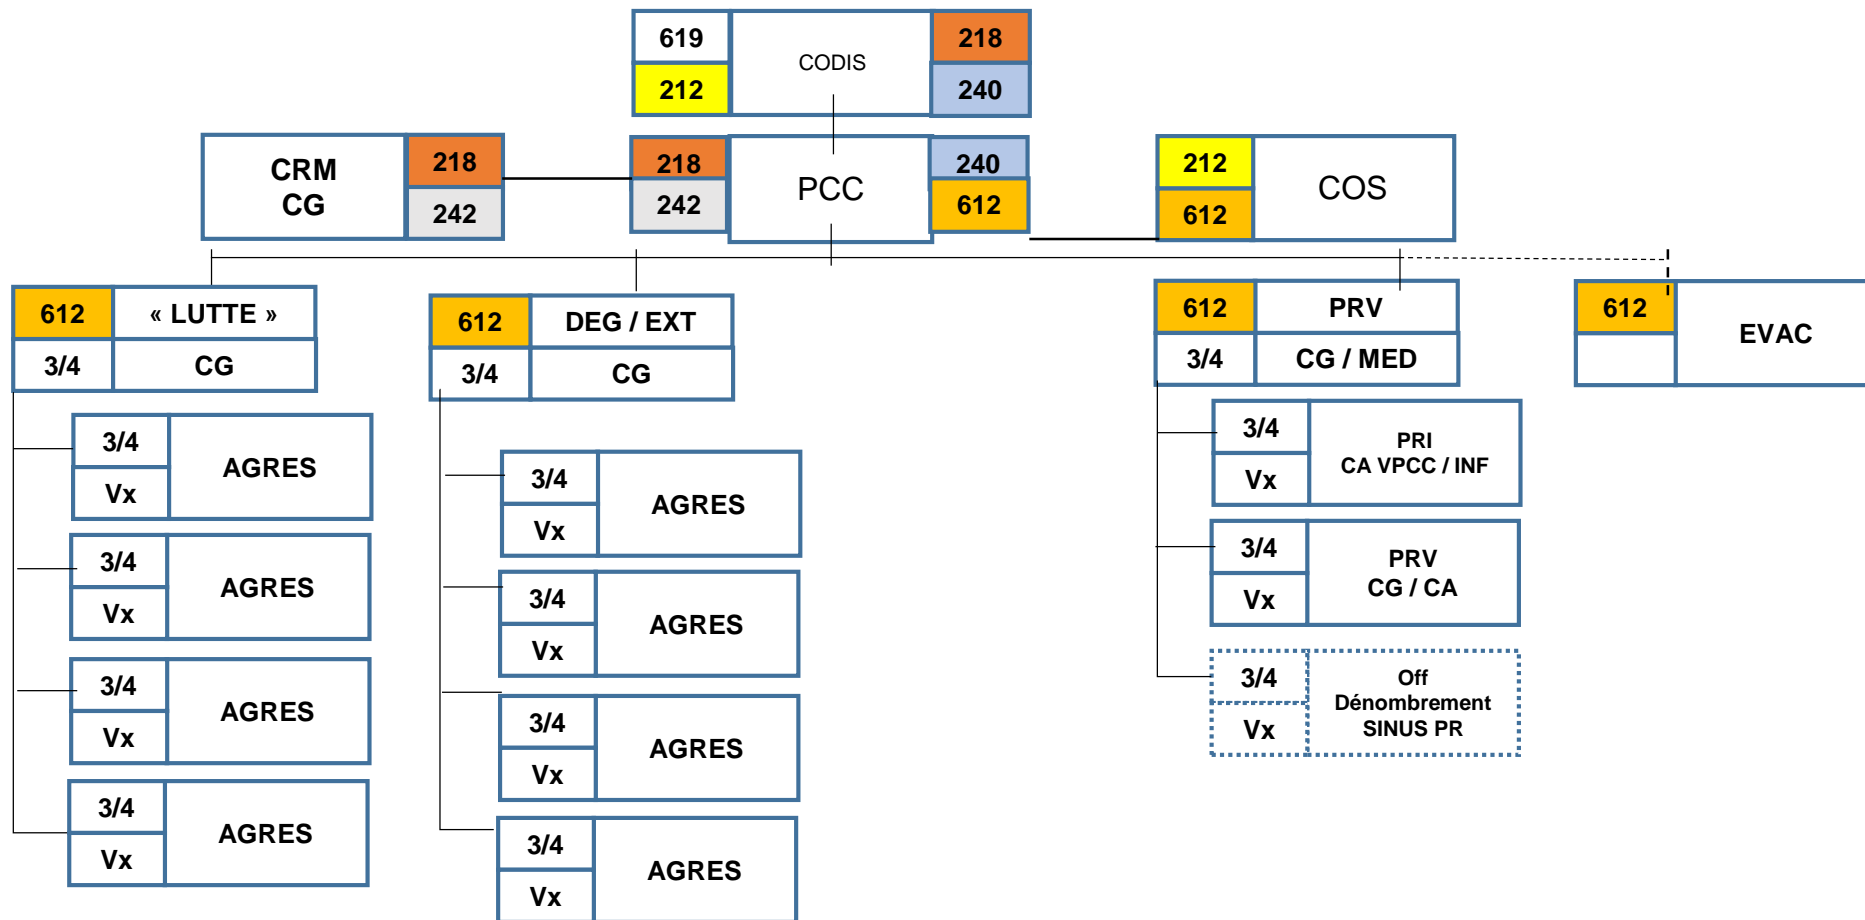 619
CODIS
218
212
240
CRM
CG
218
242
218
PCC
240
242
612
212
COS
612
612
« LUTTE »
3/4
CG
3/4
AGRES
Vx
3/4
AGRES
Vx
3/4
AGRES
Vx
3/4
AGRES
Vx
612
DEG / EXT
3/4
CG
3/4
AGRES
Vx
3/4
AGRES
Vx
3/4
AGRES
Vx
3/4
AGRES
Vx
612
PRV
3/4
CG / MED
3/4
PRI
CA VPCC / INF
Vx
3/4
PRV
CG / CA
Vx
3/4
Off
Dénombrement
SINUS PR
Vx
612
EVAC